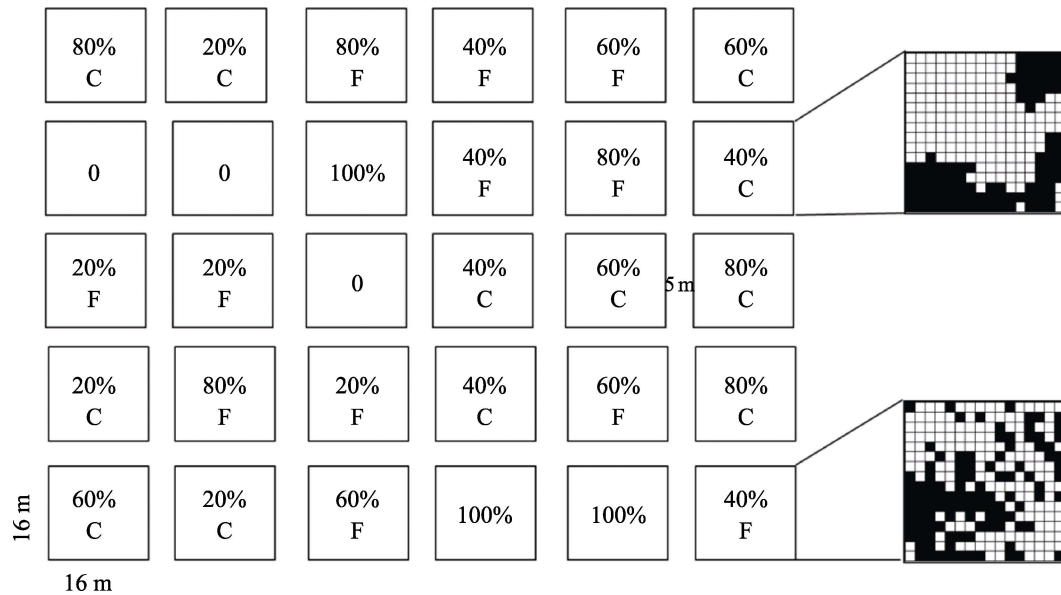 80% 20% 80% 40% 60% 60%
C C F F F C
0 0 100% 40% 80% 40%
F F C
20% 20% 0 40% 60% 5 m 80%
F F C C C
20% 80% 20% 40% 60% 80%
C F F C F C
60% 20% 60% 100% 100% 40%
C C F F
16 m
16 m